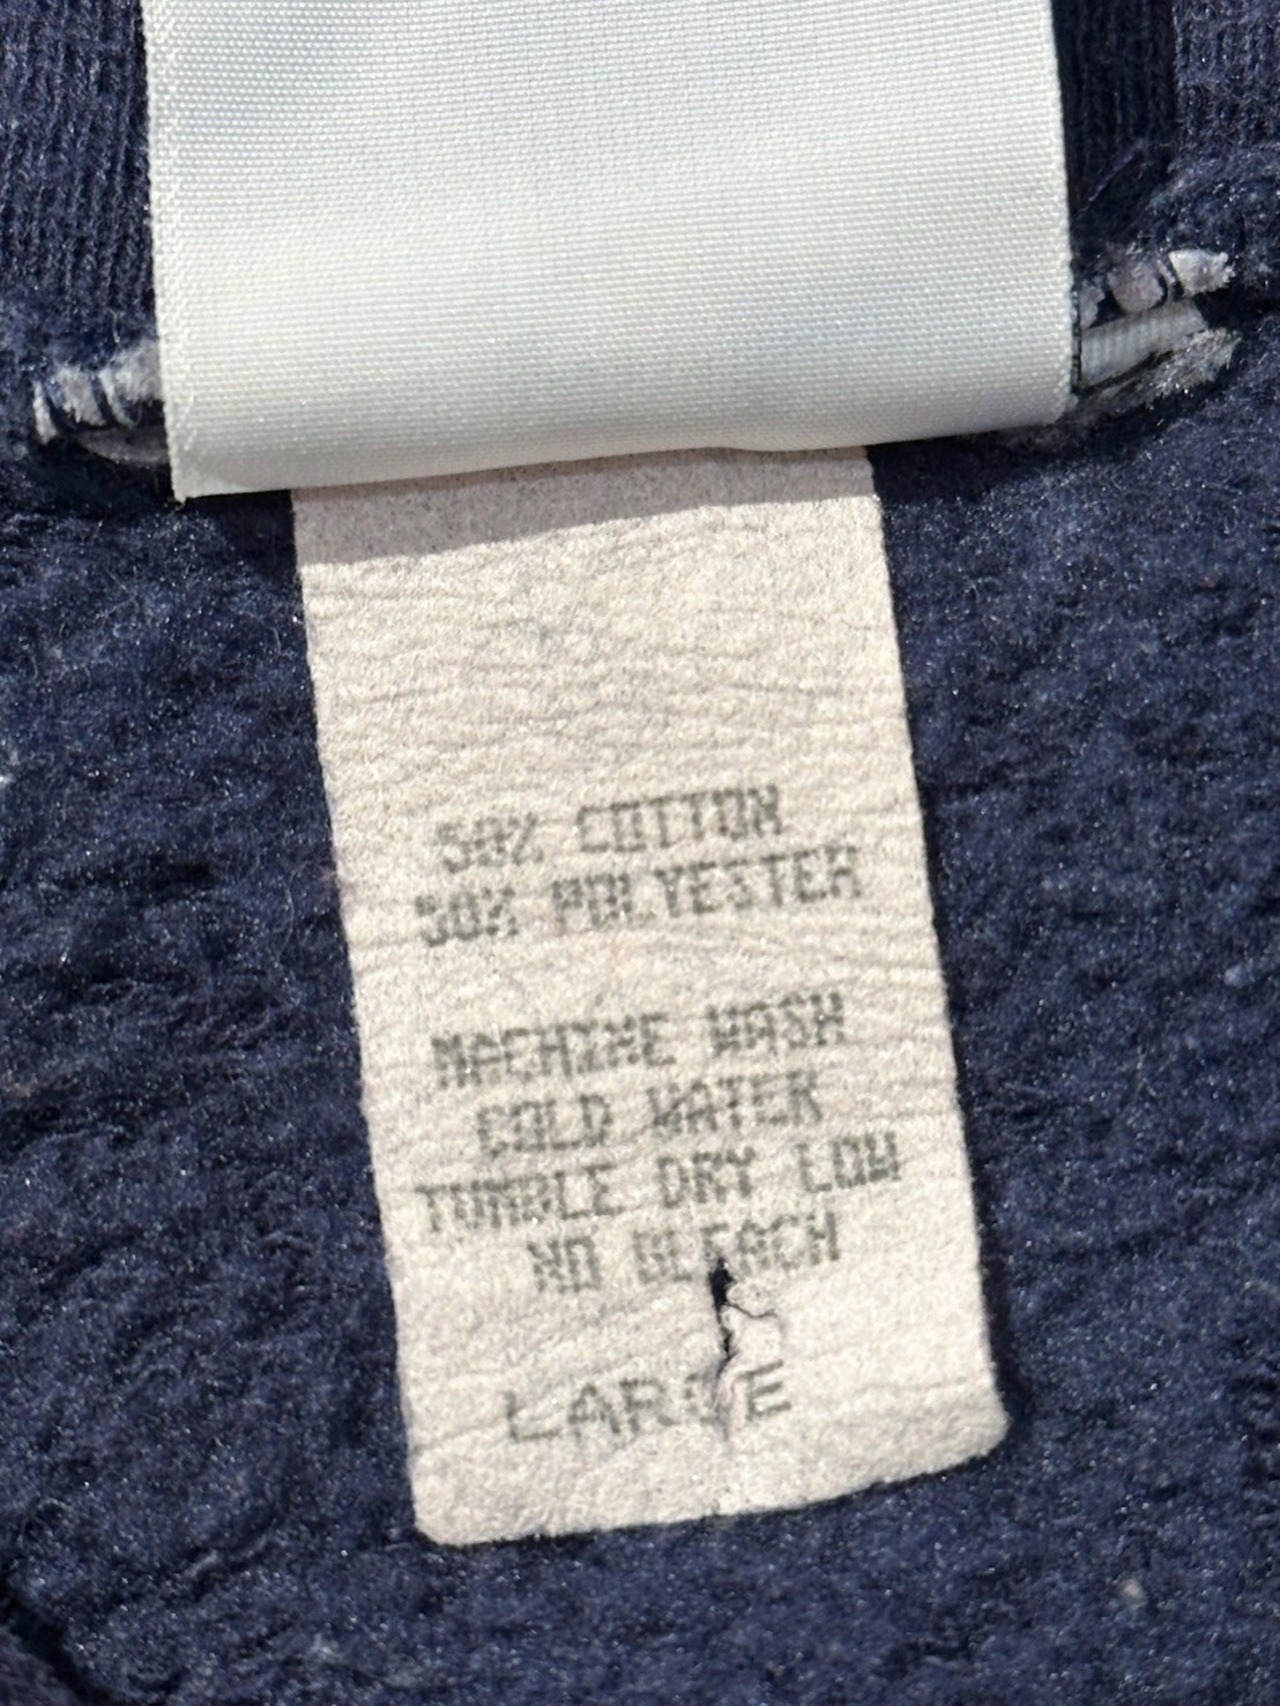 50% COTTON
50% POLYESTER
MACHINE WASH
COLD WATER
TUMBLE DRY LOW
NO BLEACH
LARGE